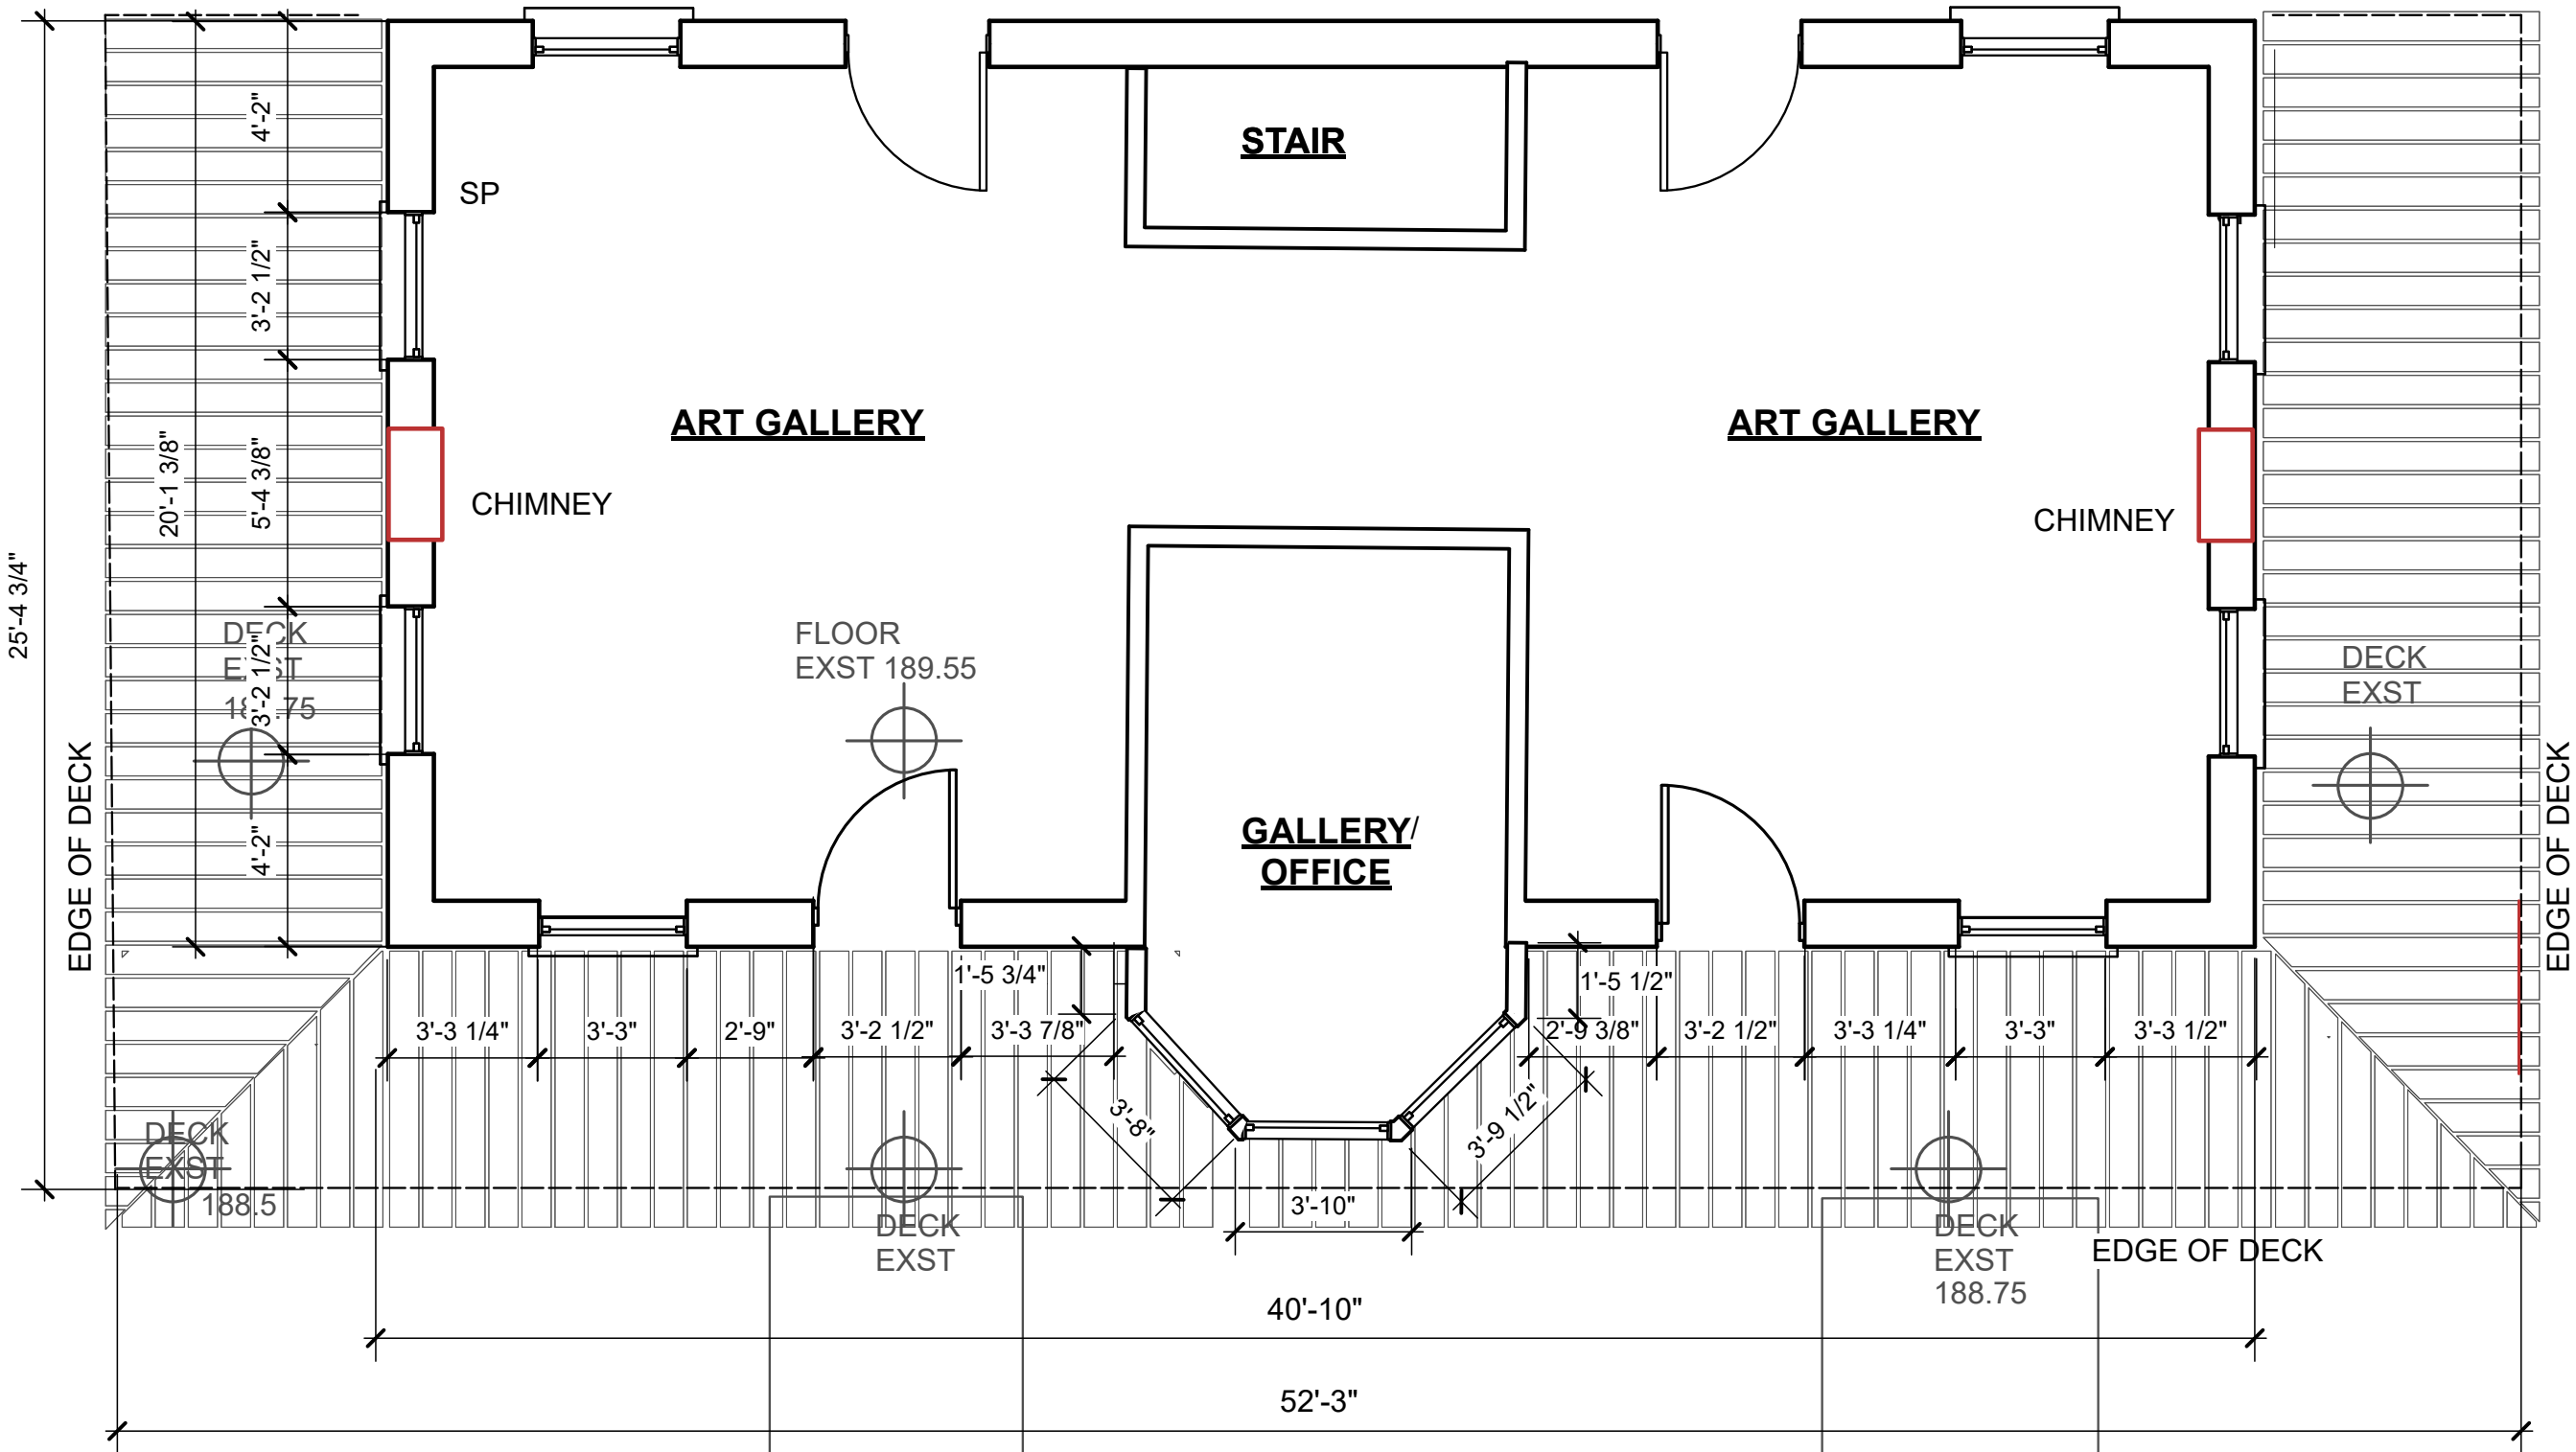 4'-2"
STAIR
SP
3'-2 1/2"
ART GALLERY
ART GALLERY
20'-1 3/8"
5'-4 3/8"
CHIMNEY
CHIMNEY
25'-4 3/4"
DECK
EXST
3'-2 1/2"
FLOOR
EXST 189.55
DECK
EXST
EDGE OF DECK
EDGE OF DECK
4'-2"
GALLERY/
OFFICE
1'-5 3/4"
1'-5 1/2"
3'-3 1/4"
3'-3"
2'-9"
3'-2 1/2"
3'-3 7/8"
2'-9 3/8"
3'-2 1/2"
3'-3 1/4"
3'-3"
3'-3 1/2"
3'-8"
3'-9 1/2"
DECK
EXST
188.5
3'-10"
DECK
EXST
DECK
EXST
188.75
EDGE OF DECK
40'-10"
52'-3"